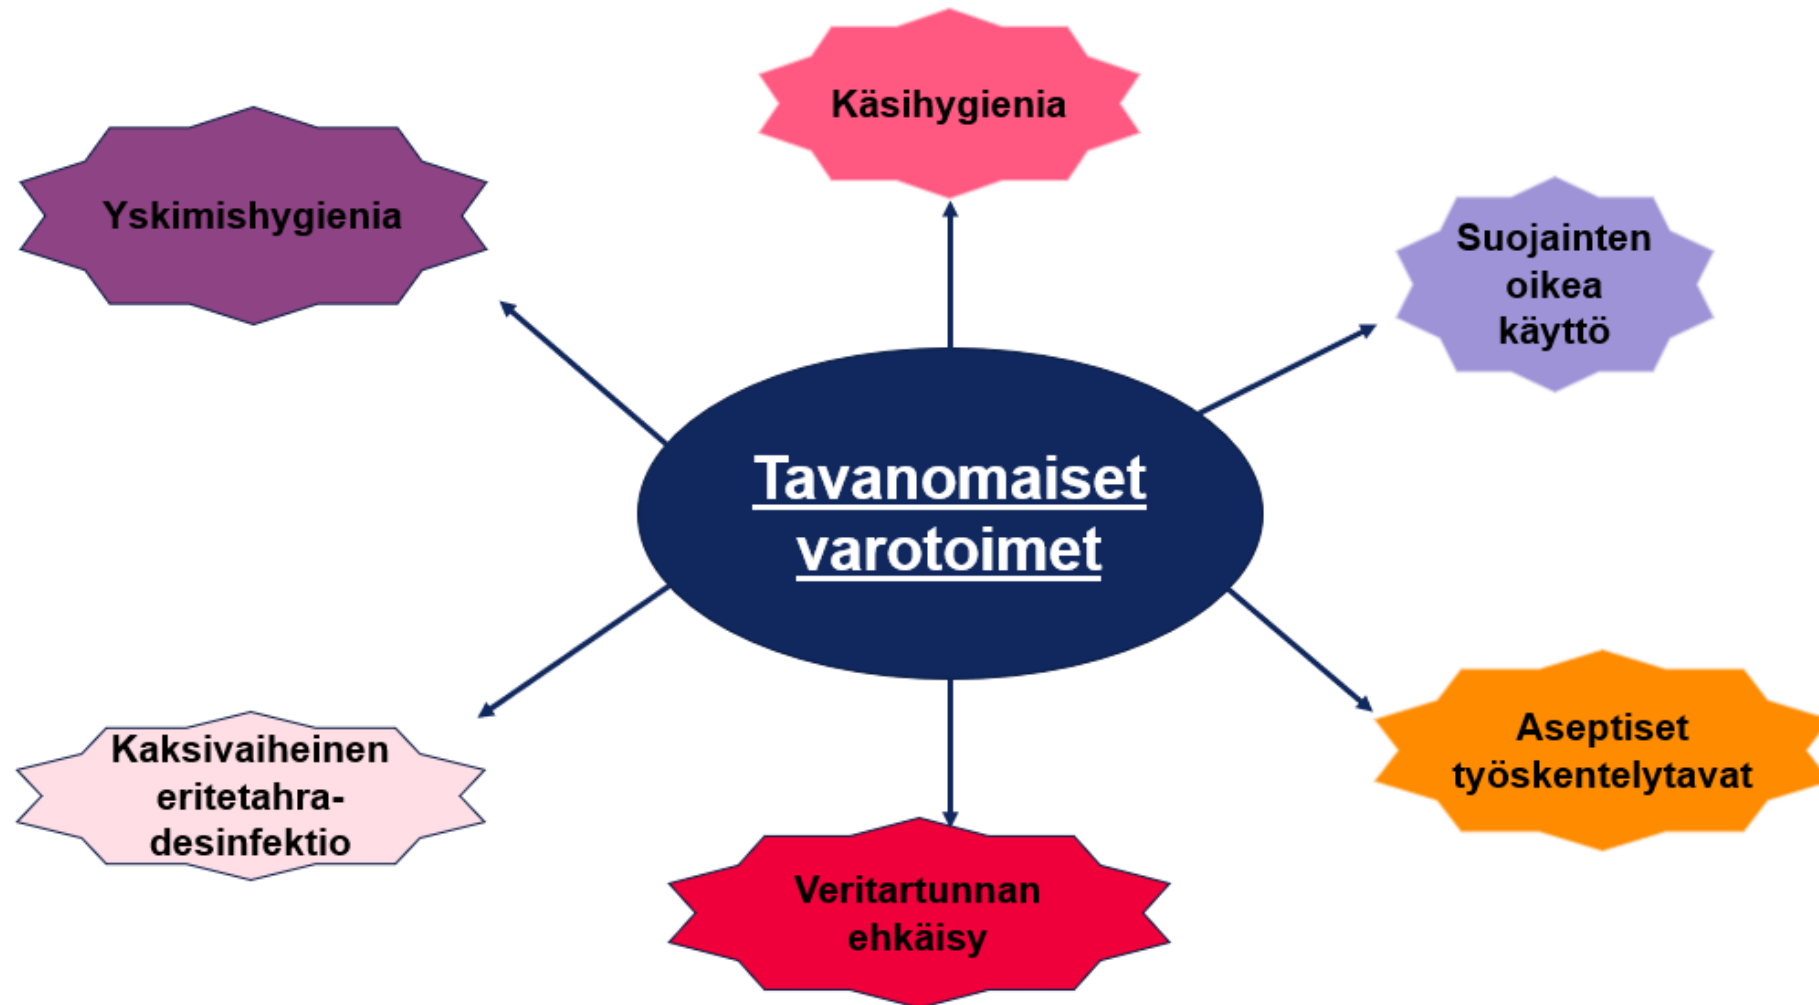 Käsihygienia
Yskimishygienia
Suojainten
oikea
käyttö
Tavanomaiset
varotoimet
Kaksivaiheinen
eritetahra-
desinfektio
Aseptiset
työskentelytavat
Veritartunnan
ehkäisy